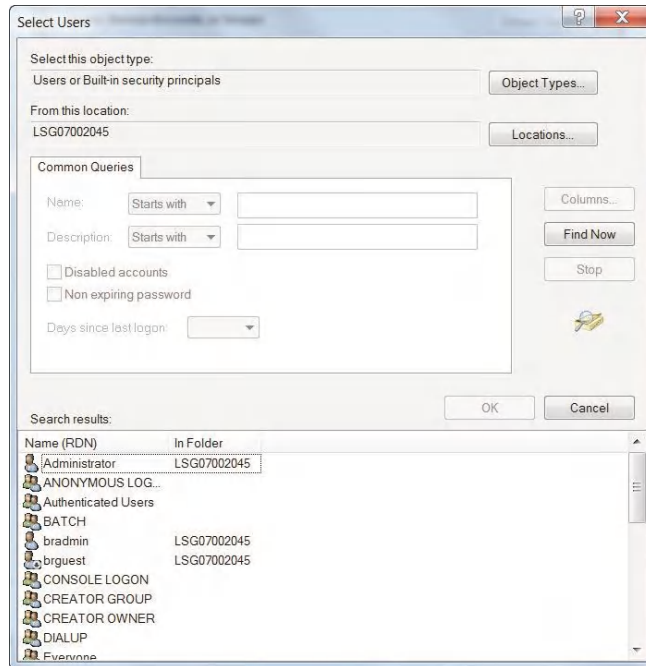 Select Users
Select this object type:
Users or Built-in security principals
Object Types...
From this location:
LSG07002045
Locations...
Common Queries
Name:
Starts with
Columns...
Description:
Starts with
Find Now
Disabled accounts
Stop
Non expiring password
Days since last logon:
OK
Cancel
Search results:
Name (RDN) In Folder
Administrator LSG07002045
ANONYMOUS LOG...
Authenticated Users
BATCH
bradmin LSG07002045
brguest LSG07002045
CONSOLE LOGON
CREATOR GROUP
CREATOR OWNER
DIALUP
Everyone